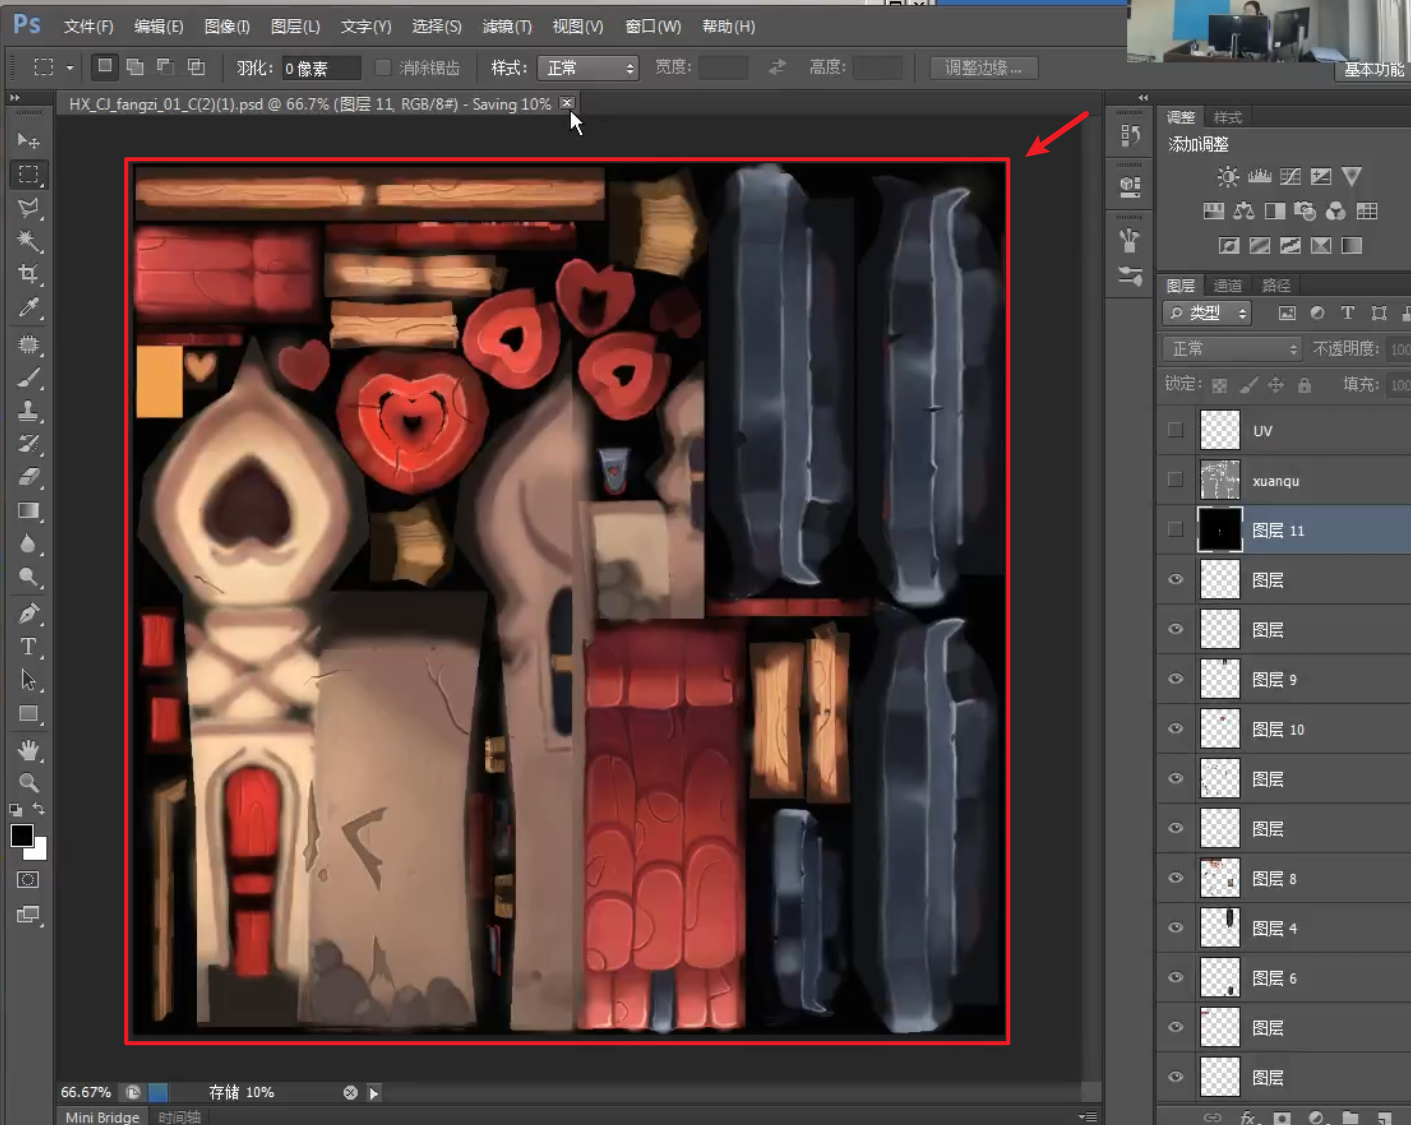 Ps 文件(F) 编辑(E) 图像(I) 图层(L) 文字(Y) 选择(S) 滤镜(T) 视图(V) 窗口(W) 帮助(H)
羽化: 0 像素 消除锯齿 样式: 正常 宽度: 高度: 调整边缘... 基本功能
HX_CJ_fangzi_01_C(2)(1).psd @ 66.7% (图层 11, RGB/8#) - Saving 10%
调整 样式
添加调整
图层 通道 路径
类型
正常 不透明度: 100
锁定: 填充: 100
UV
xuanqu
图层 11
图层
图层
图层 9
图层 10
图层
图层
图层 8
图层 4
图层 6
图层
图层
66.67% 存储 10%
Mini Bridge 时间轴